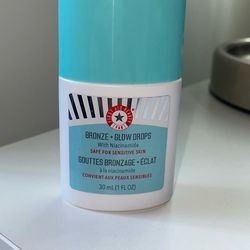 BRONZE + GLOW DROPS
With Niacinamide
SAFE FOR SENSITIVE SKIN
GOUTTES BRONZAGE + ÉCLAT
à la niacinamide
CONVIENT AUX PEAUX SENSIBLES
30 mL (1 FL OZ)